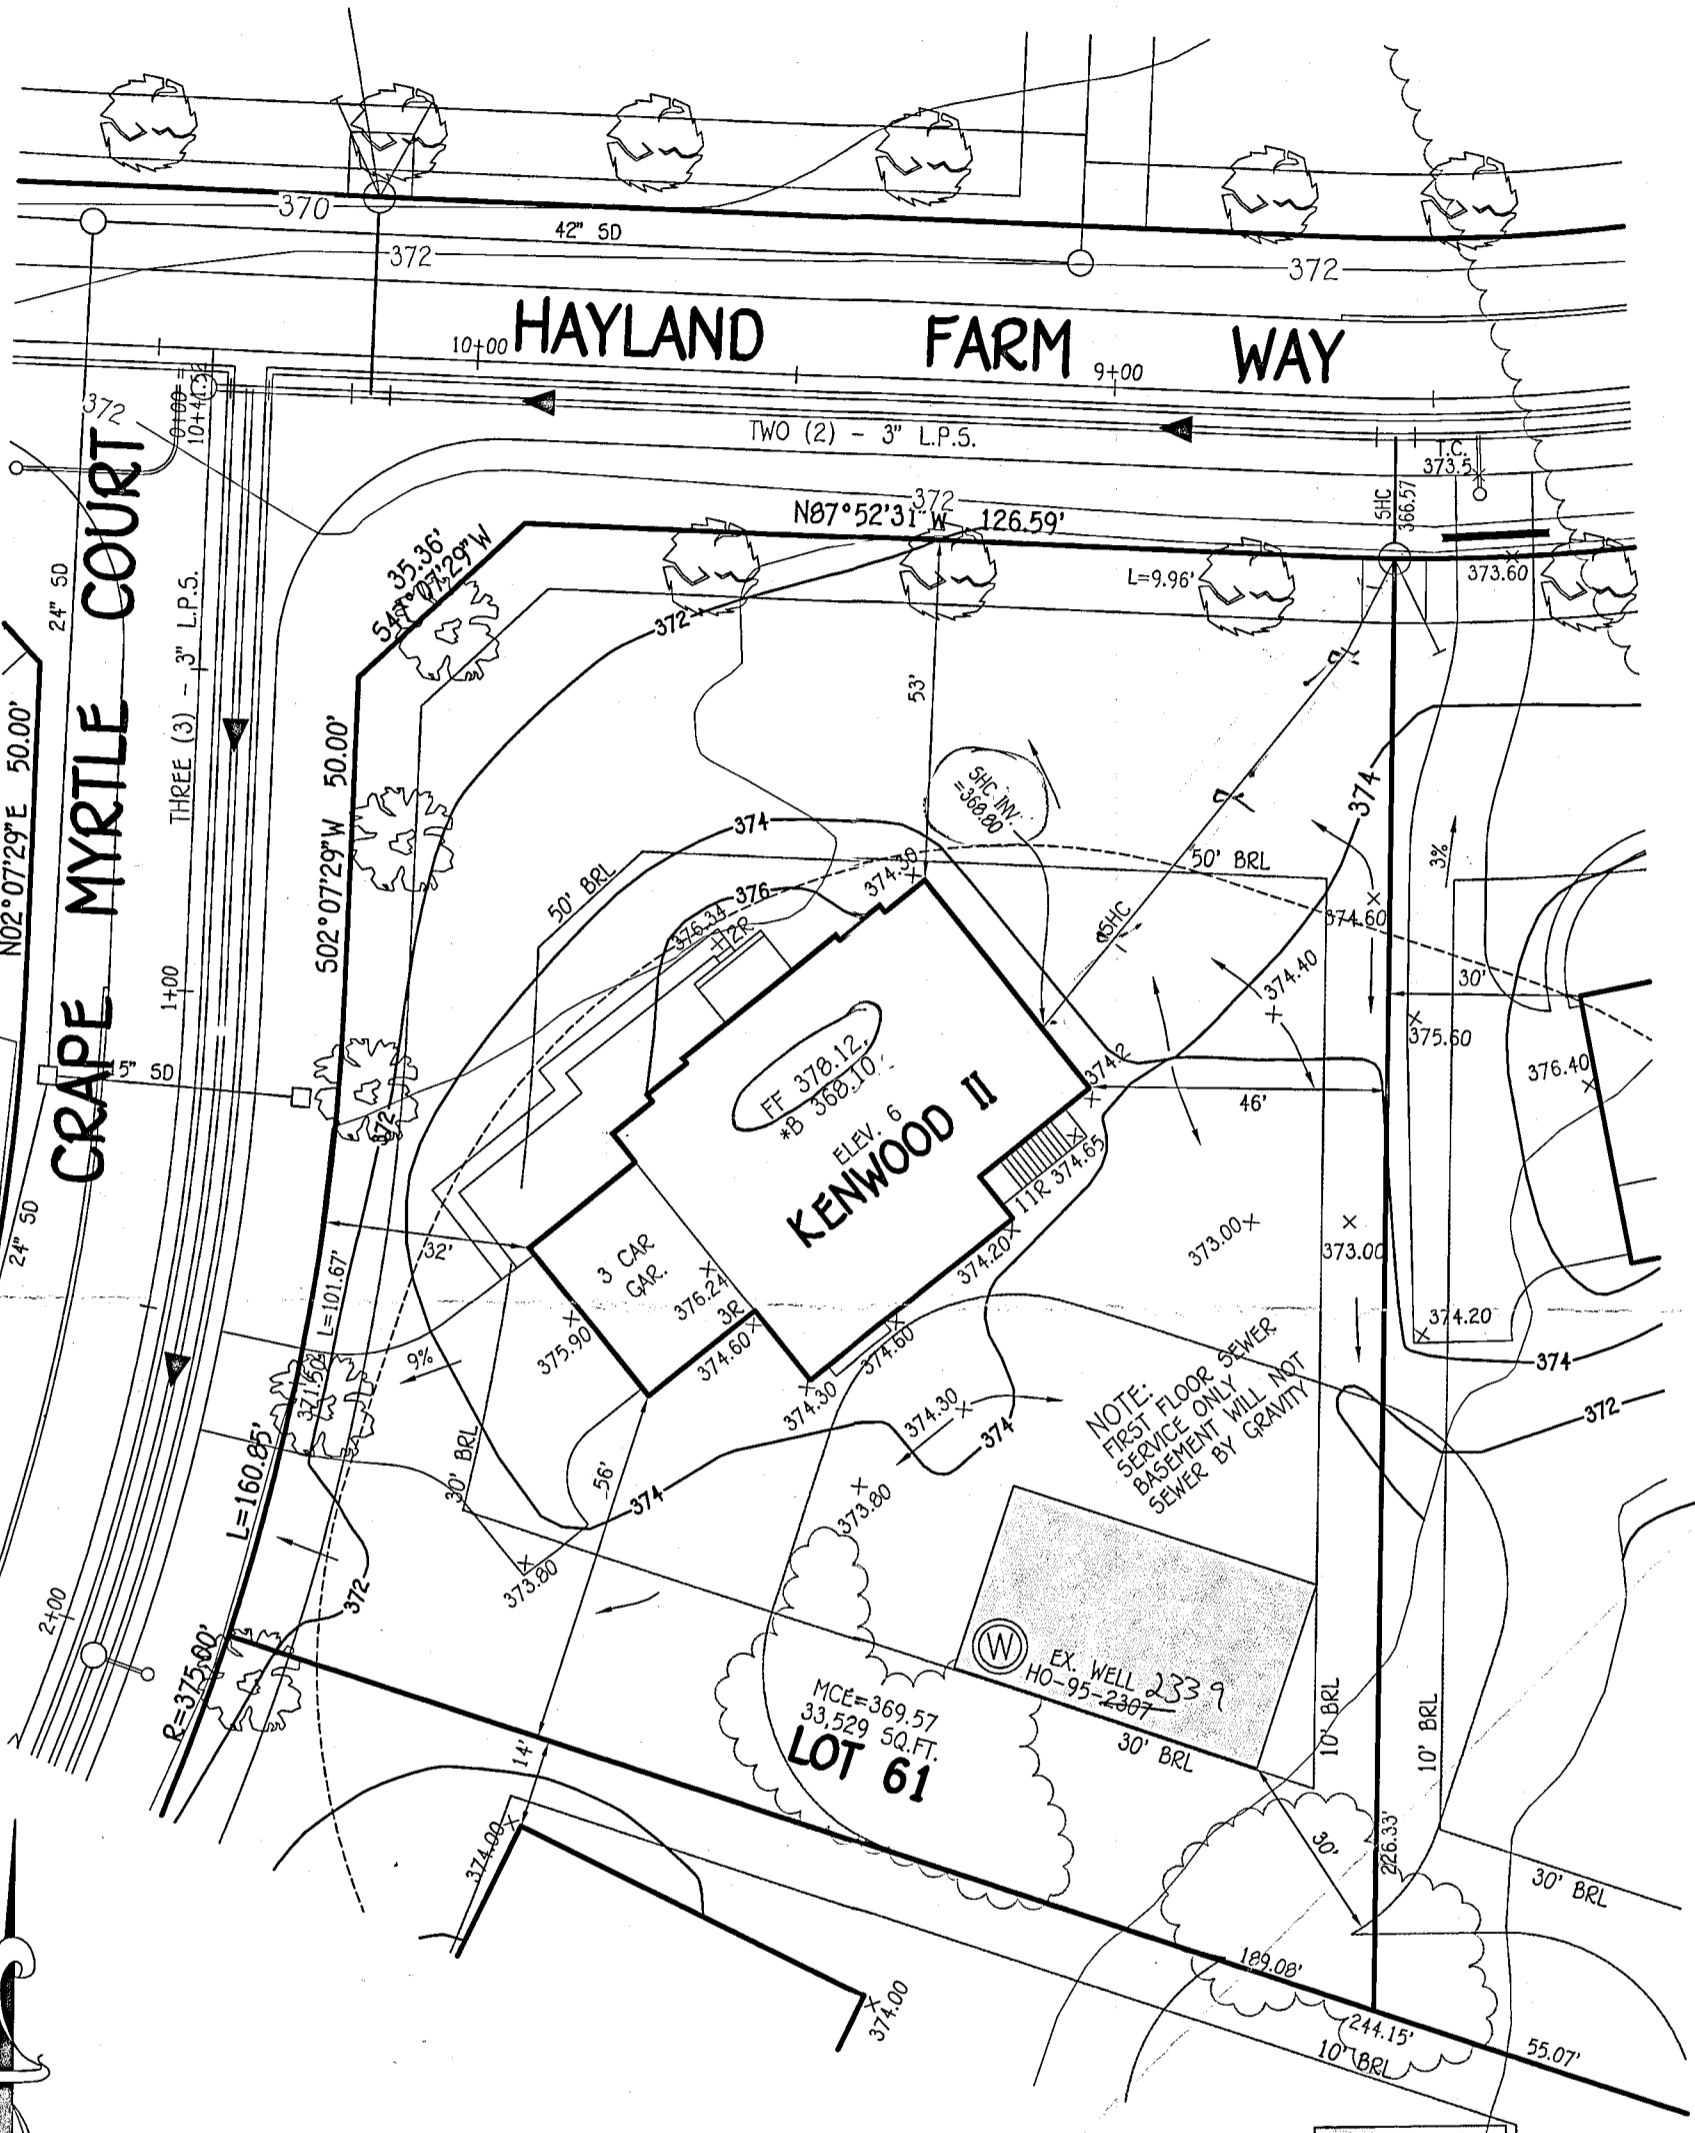 370
42" SD
372
372
HAYLAND FARM WAY
10+00
9+00
0+00 =
372
TWO (2) - 3" L.P.S.
T.C.
373.5
SHC
366.57
372
N87°52'31"W 126.59'
L=9.96'
373.60
35.36'
S47°07'29"W
24" SD
CRAPE MYRTLE COURT
THREE (3) - 3" L.P.S.
N02°07'29"E 50.00'
S02°07'29"W 50.00'
372
53'
SHC INV.
=368.80
374
374
50' BRL
50' BRL
3%
374.30
376
376.34
2R
SHC
374.60
374.40
30'
375.60
376.40
1+00
15" SD
372
FF 378.12
*B 368.10
ELEV. 6
KENWOOD II
374.2
46'
11R 374.65
374.20
373.00
373.00
24" SD
32'
3 CAR
GAR.
376.24
3R
375.90
374.60
374.60
374.30
374.30
374
9%
L=101.67'
371.50
L=160.85'
30' BRL
56'
374
373.80
373.80
NOTE:
FIRST FLOOR SEWER
SERVICE ONLY
BASEMENT WILL NOT
SEWER BY GRAVITY
374.20
374
372
2+00
372
R=375.00'
W
EX. WELL 2339
HO-95-2307
MCE=369.57
33,529 SQ.FT.
LOT 61
30' BRL
10' BRL
10' BRL
14'
374.00
30'
226.33'
30' BRL
189.08'
244.15'
10' BRL
55.07'
374.00